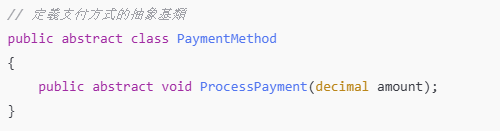 // 定義支付方式的抽象基類
public abstract class PaymentMethod
{
    public abstract void ProcessPayment(decimal amount);
}